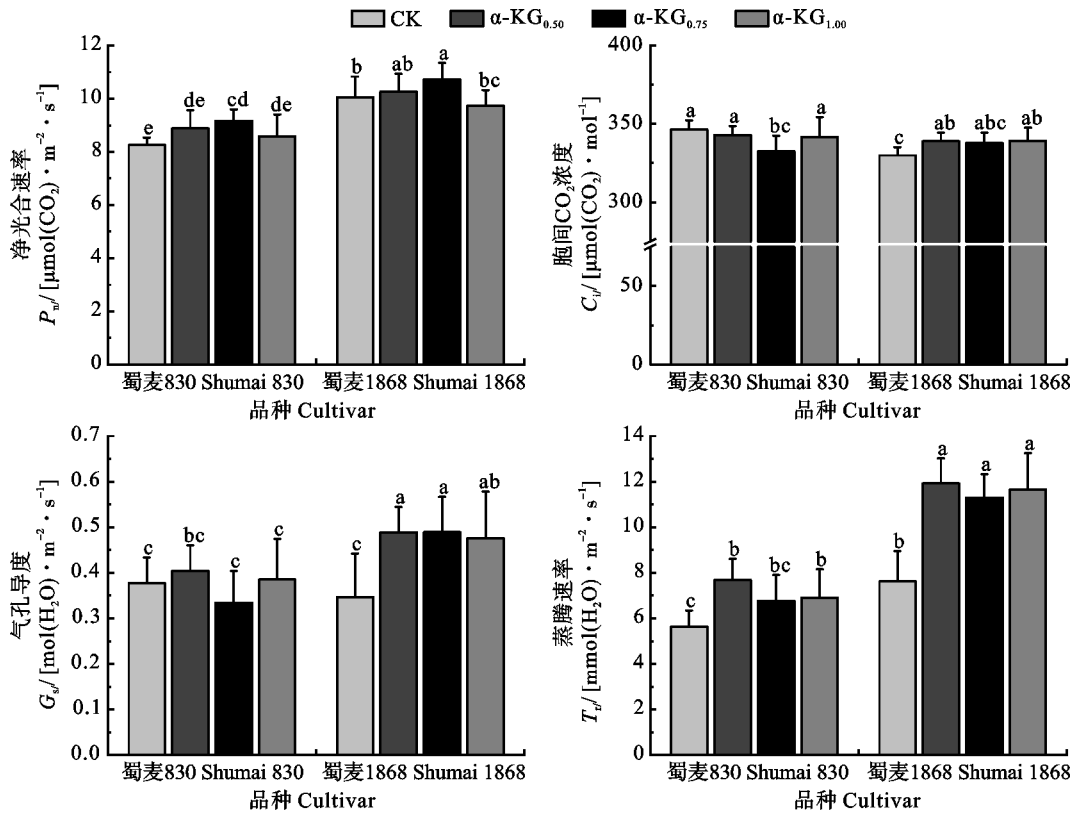 CK α-KG0.50 α-KG0.75 α-KG1.00
净光合速率
Pn/[μmol(CO2)·m−2·s−1]
12
10
8
6
4
2
0
e de cd de b ab a bc
蜀麦830 Shumai 830 蜀麦1868 Shumai 1868
品种 Cultivar
胞间CO2浓度
Ci/[μmol(CO2)·mol−1]
400
350
300
50
0
a a bc a c ab abc ab
蜀麦830 Shumai 830 蜀麦1868 Shumai 1868
品种 Cultivar
气孔导度
Gs/[mol(H2O)·m−2·s−1]
0.7
0.6
0.5
0.4
0.3
0.2
0.1
0.0
c bc c c c a a ab
蜀麦830 Shumai 830 蜀麦1868 Shumai 1868
品种 Cultivar
蒸腾速率
Tr/[mmol(H2O)·m−2·s−1]
14
12
10
8
6
4
2
0
c b bc b b a a a
蜀麦830 Shumai 830 蜀麦1868 Shumai 1868
品种 Cultivar